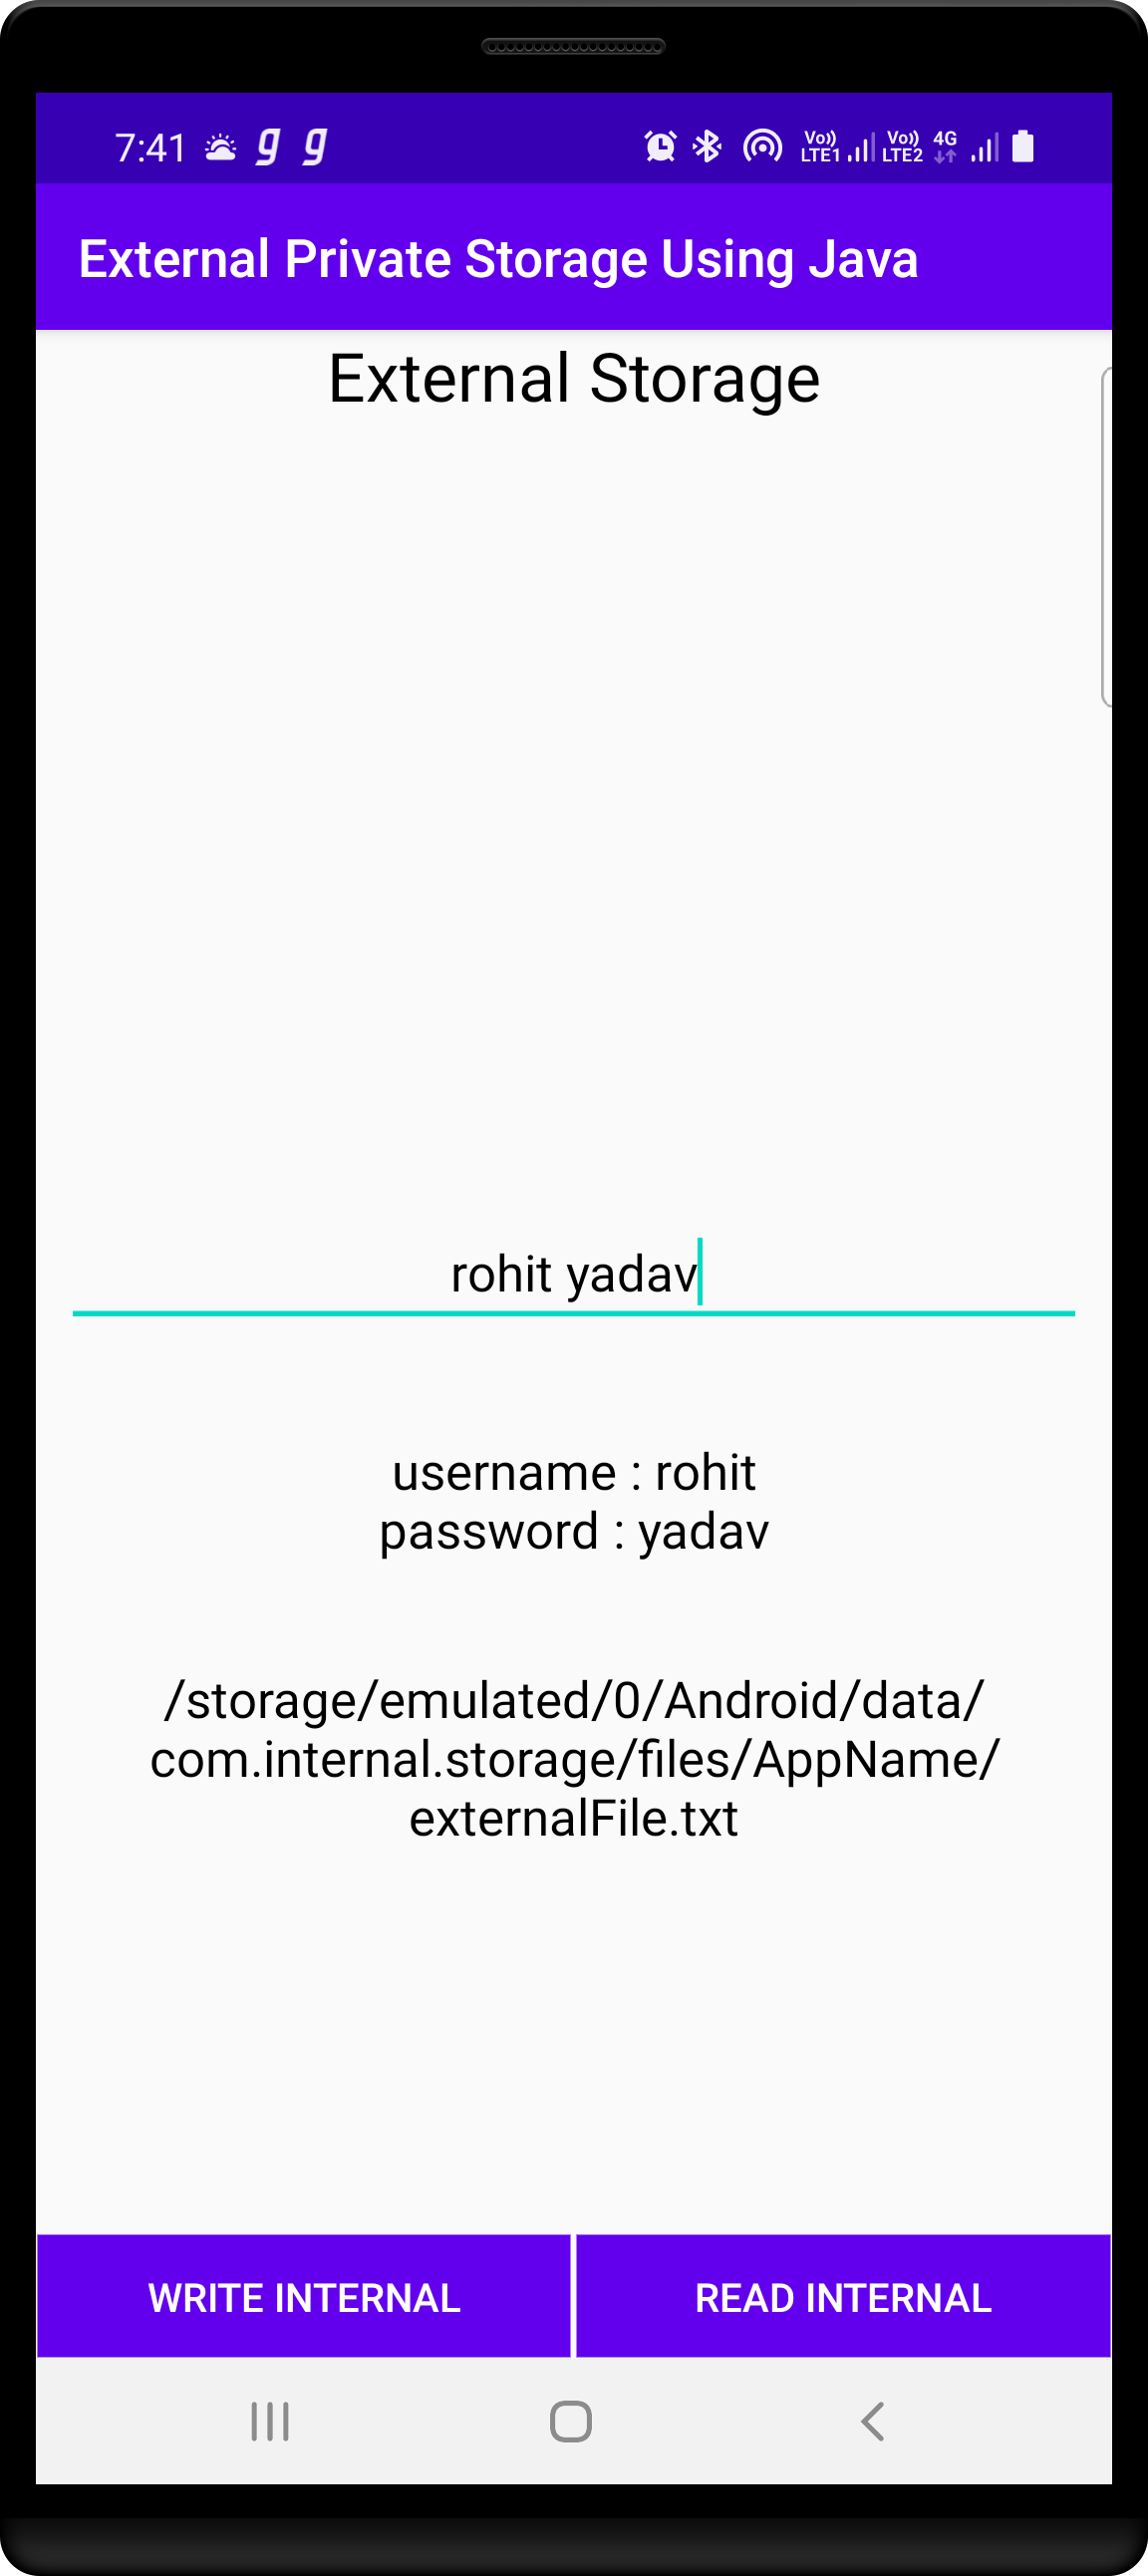 7:41 g g Vo)) LTE1 Vo)) LTE2 4G
External Private Storage Using Java
External Storage
rohit yadav
username : rohit
password : yadav
/storage/emulated/0/Android/data/
com.internal.storage/files/AppName/
externalFile.txt
WRITE INTERNAL READ INTERNAL